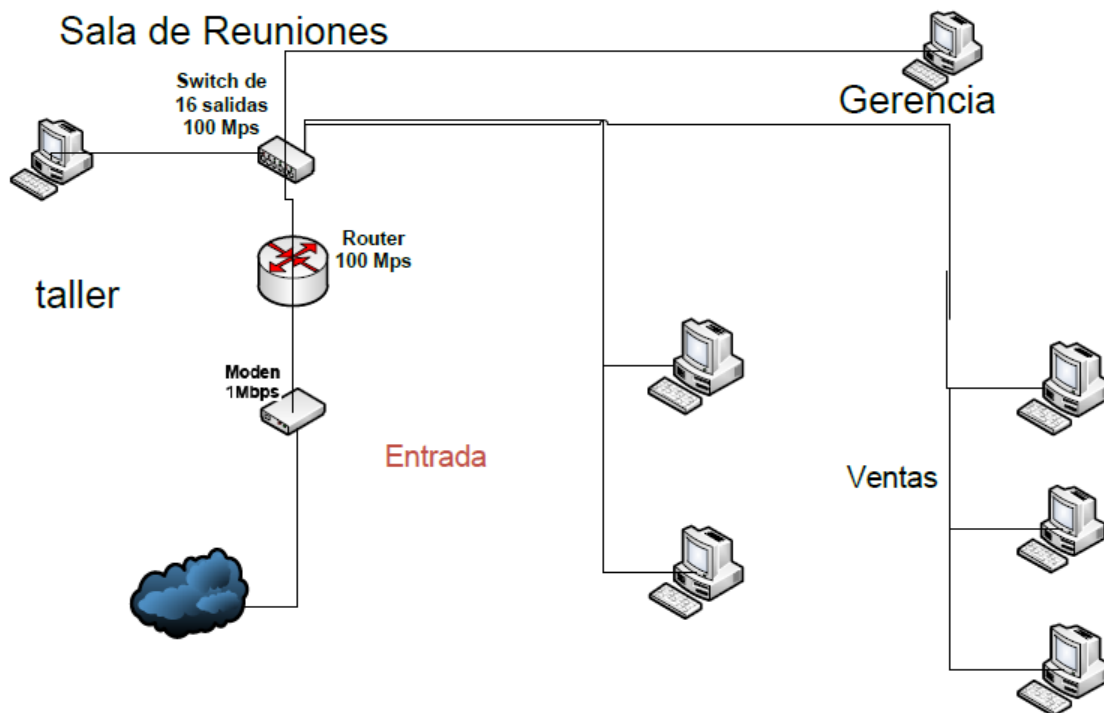 Sala de Reuniones
Switch de
16 salidas
100 Mps
Gerencia
Router
100 Mps
taller
Moden
1Mbps
Entrada
Ventas